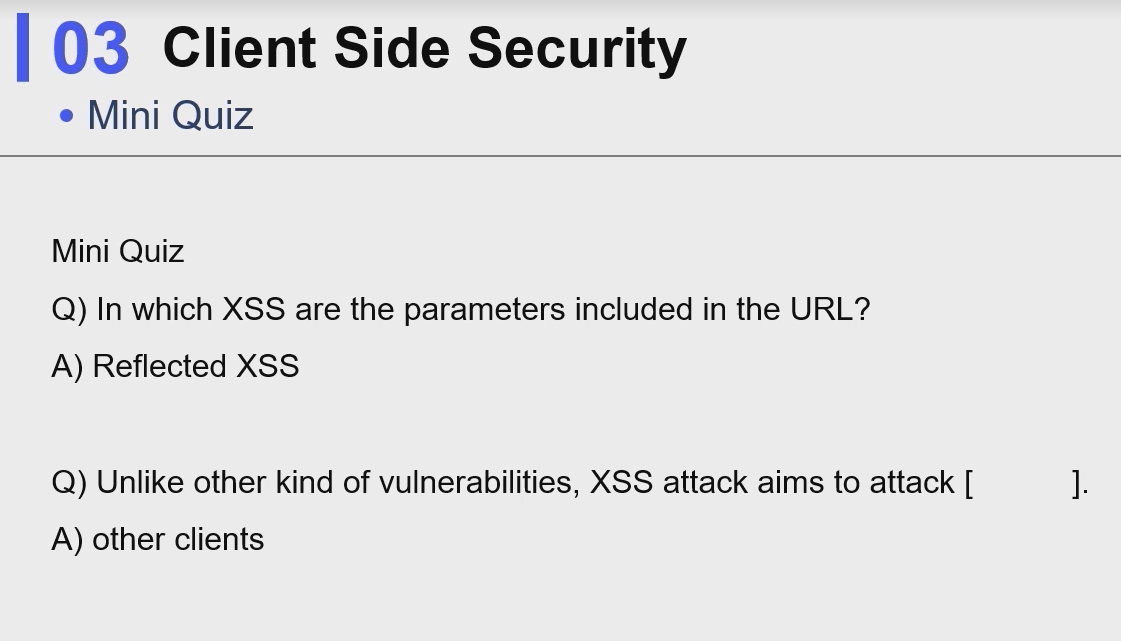 03 Client Side Security
• Mini Quiz
Mini Quiz
Q) In which XSS are the parameters included in the URL?
A) Reflected XSS
Q) Unlike other kind of vulnerabilities, XSS attack aims to attack [ ].
A) other clients